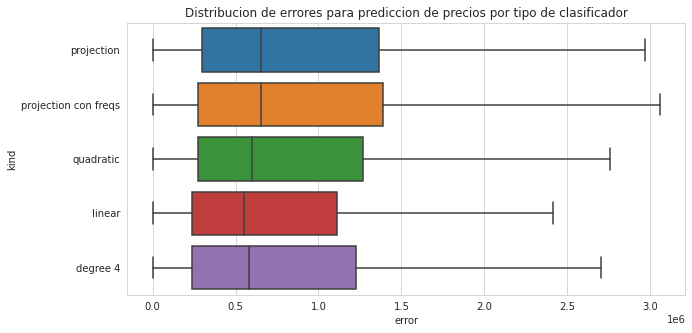 Distribucion de errores para prediccion de precios por tipo de clasificador
kind
projection
projection con freqs
quadratic
linear
degree 4
0.0 0.5 1.0 1.5 2.0 2.5 3.0
1e6
error